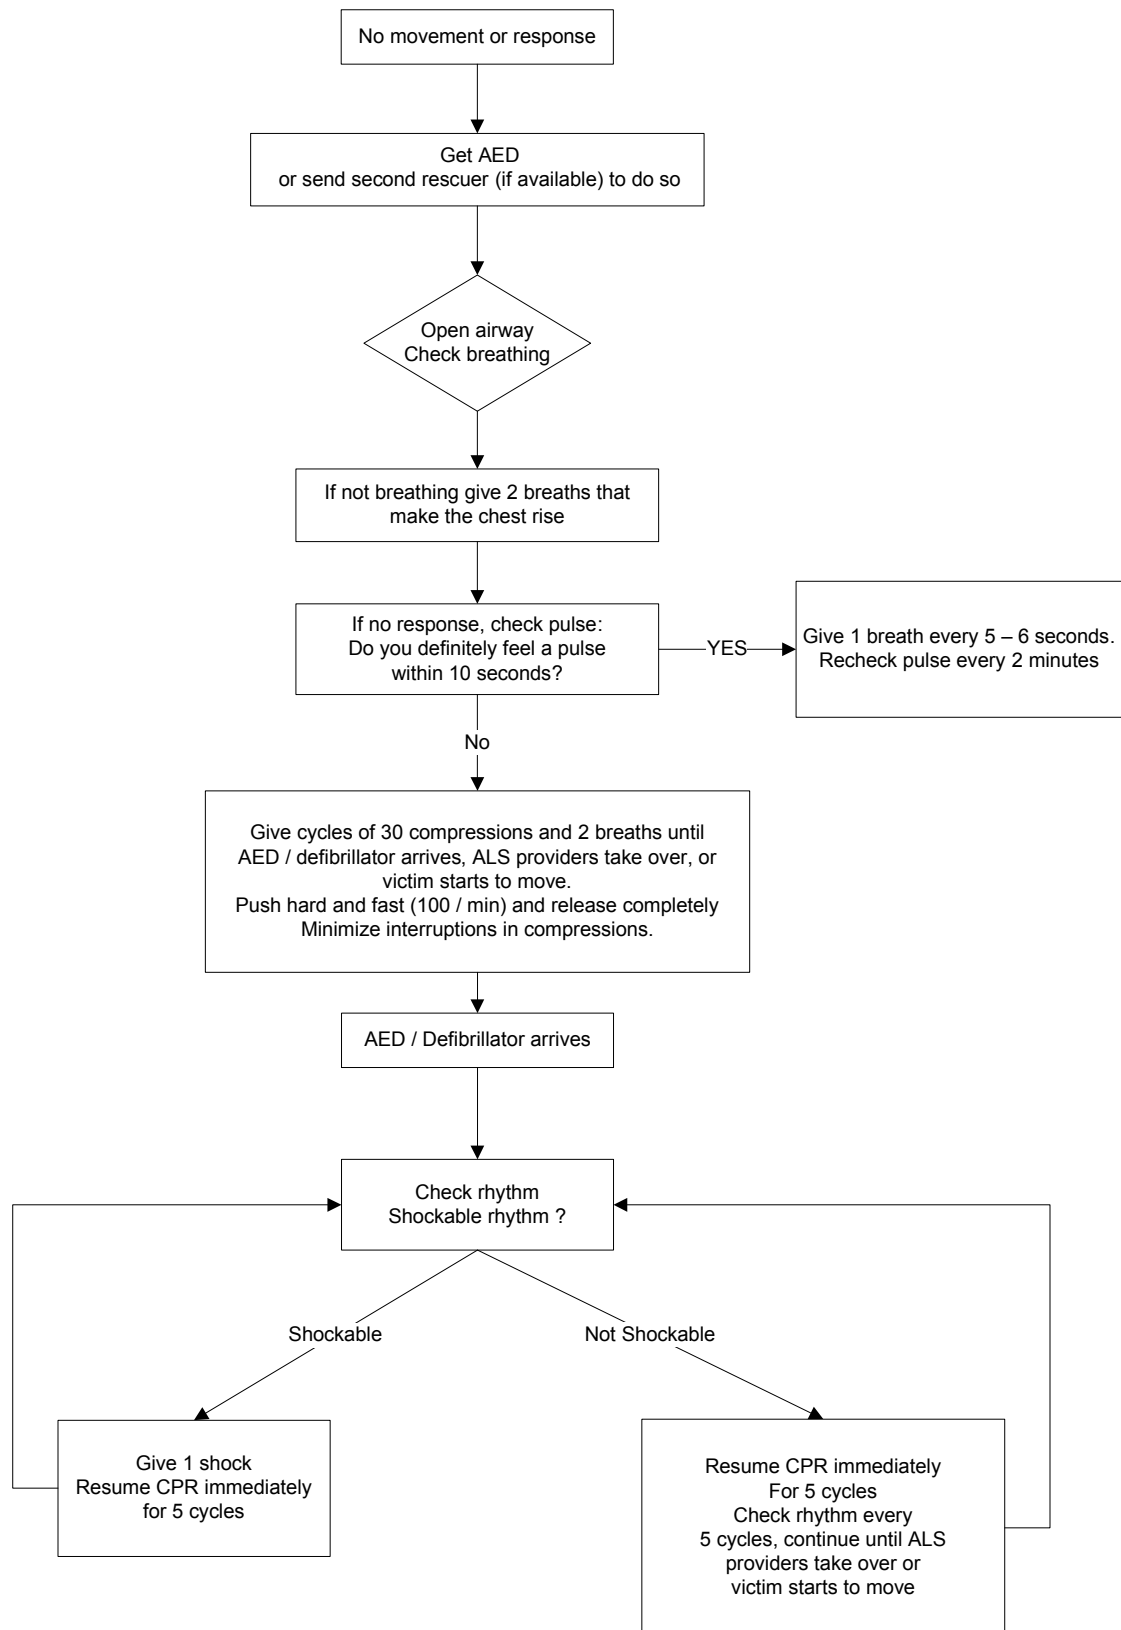 No movement or response
Get AED
or send second rescuer (if available) to do so
Open airway
Check breathing
If not breathing give 2 breaths that
make the chest rise
If no response, check pulse:
Do you definitely feel a pulse
within 10 seconds?
YES
Give 1 breath every 5 – 6 seconds.
Recheck pulse every 2 minutes
No
Give cycles of 30 compressions and 2 breaths until
AED / defibrillator arrives, ALS providers take over, or
victim starts to move.
Push hard and fast (100 / min) and release completely
Minimize interruptions in compressions.
AED / Defibrillator arrives
Check rhythm
Shockable rhythm ?
Shockable
Not Shockable
Give 1 shock
Resume CPR immediately
for 5 cycles
Resume CPR immediately
For 5 cycles
Check rhythm every
5 cycles, continue until ALS
providers take over or
victim starts to move